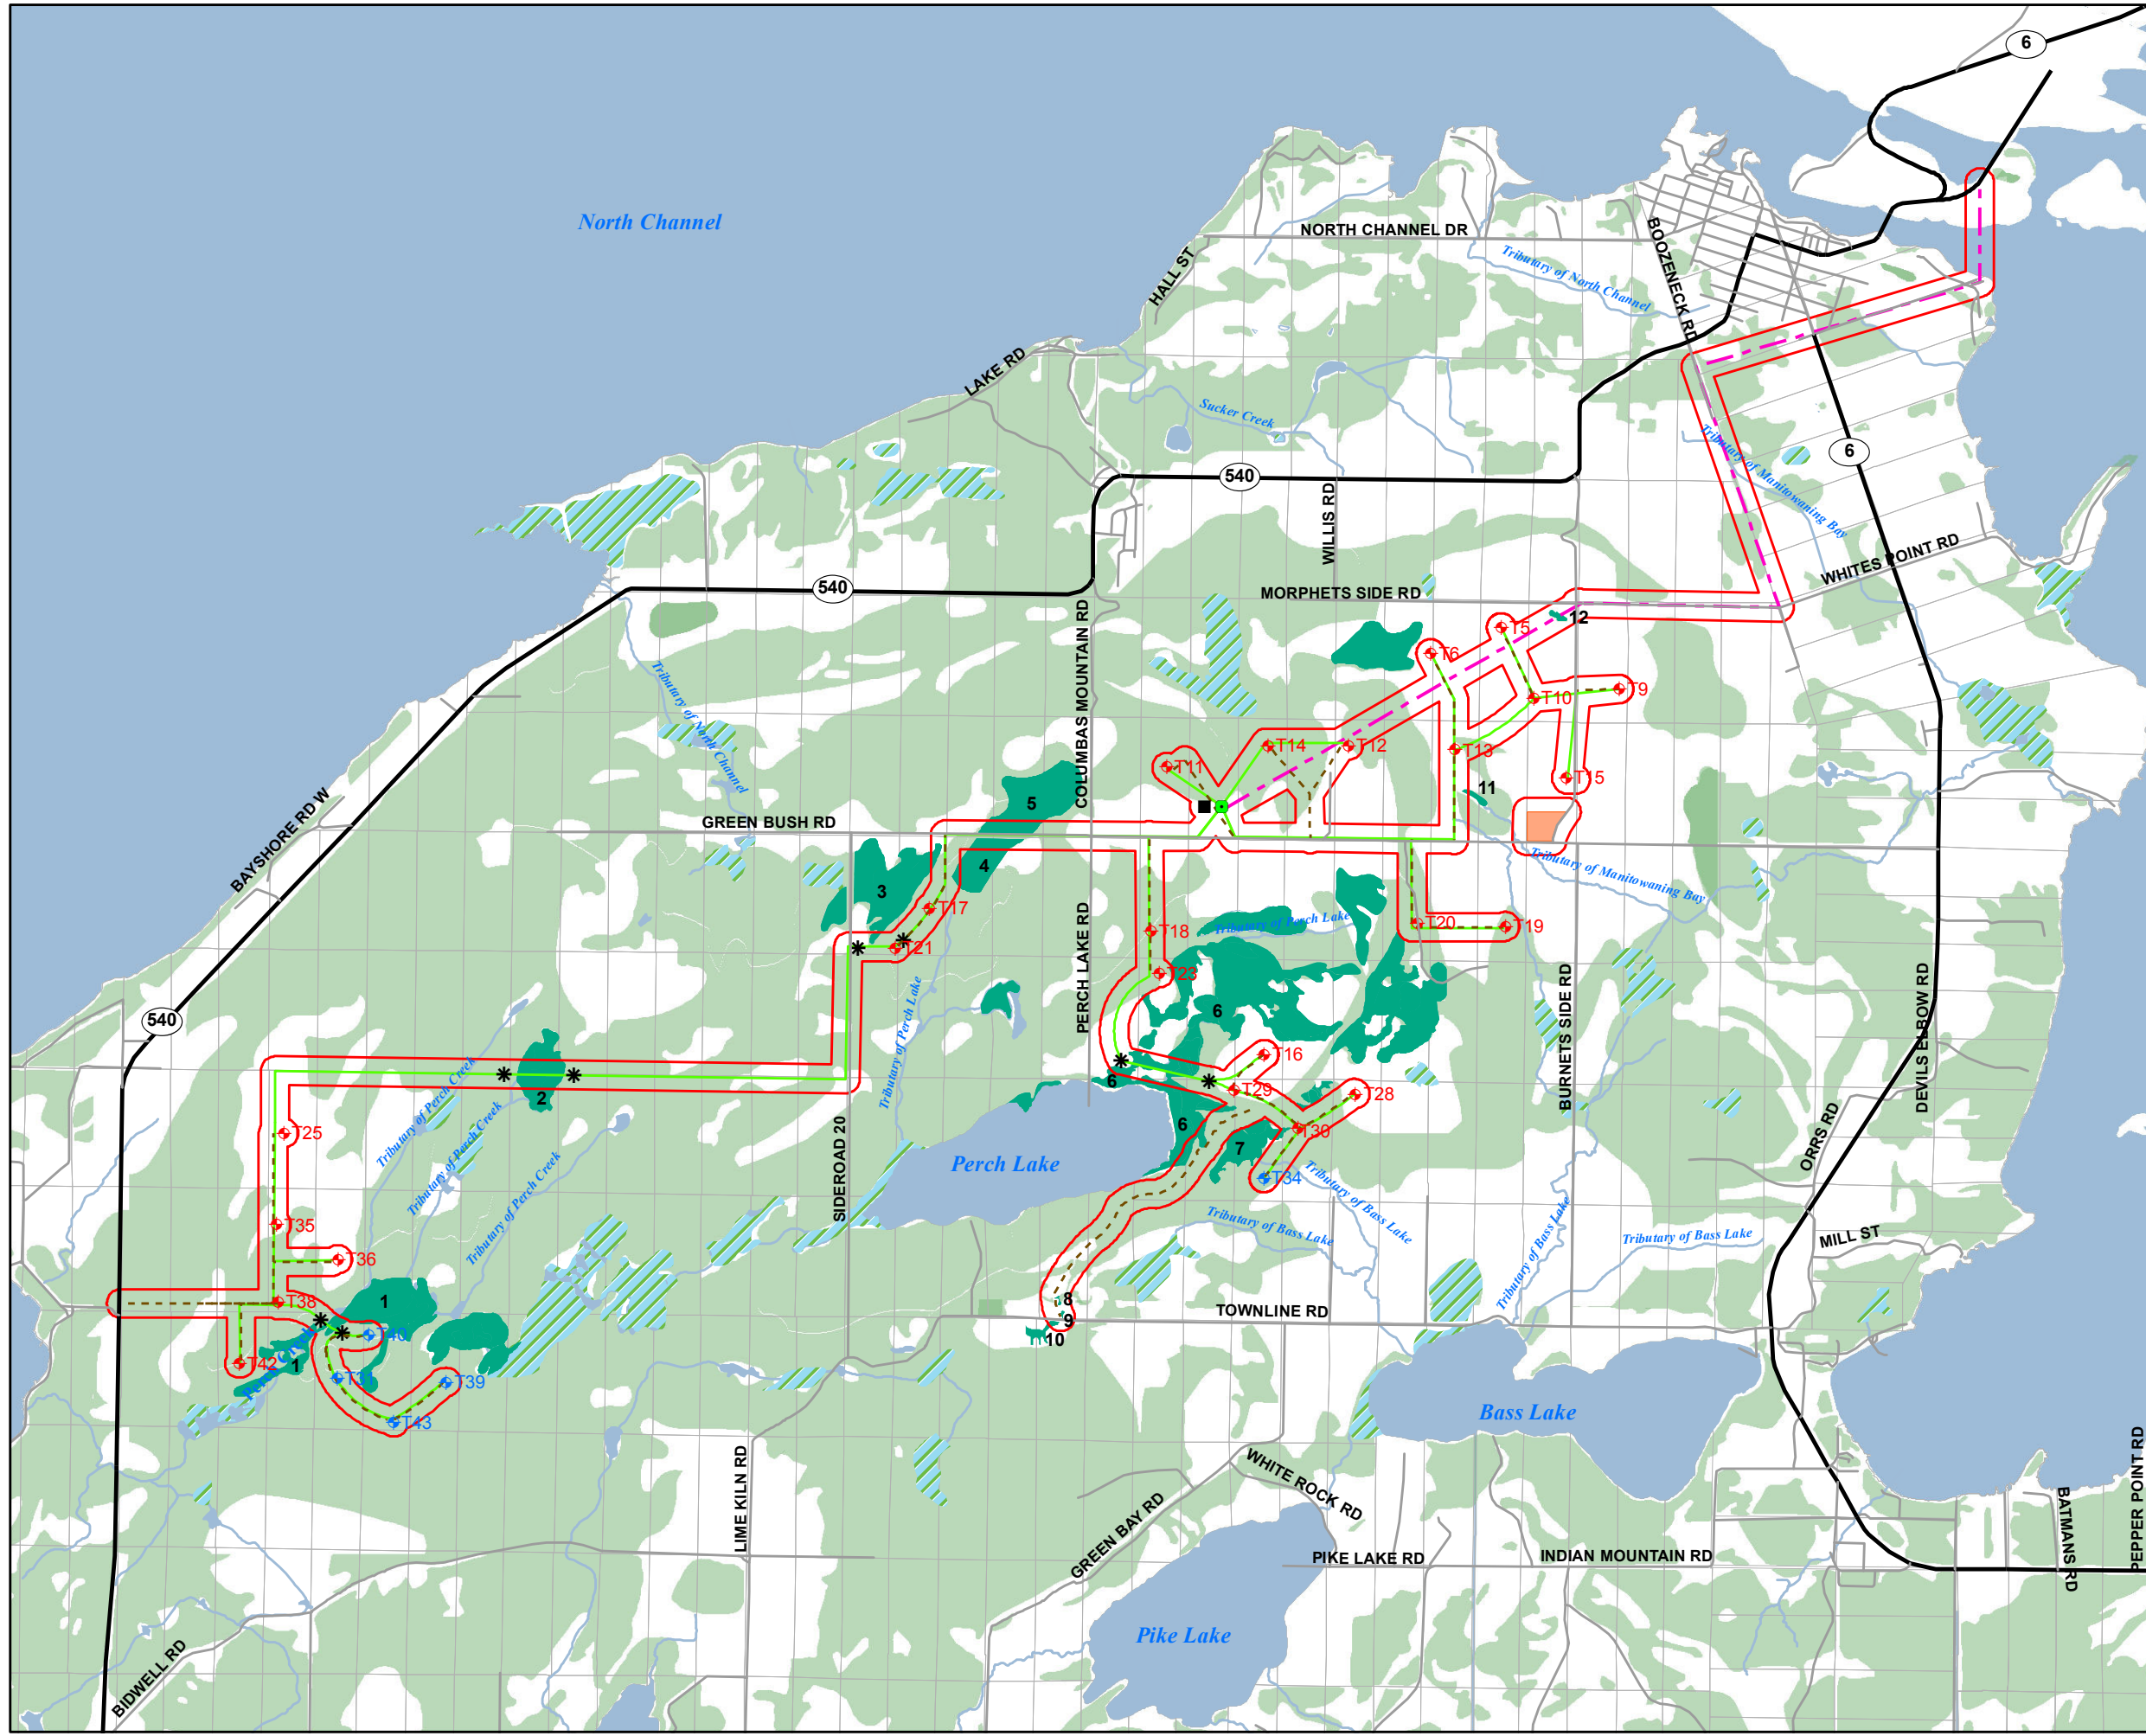 6
North Channel
NORTH CHANNEL DR
BOOZENECK RD
HALL ST
Tributary of North Channel
LAKE RD
Sucker Creek
6
Tributary of Manitowaning Bay
540
WILLIS RD
WHITES POINT RD
540
MORPHETS SIDE RD
COLUMBAS MOUNTAIN RD
12
T5
T6
Tributary of North Channel
T9
T10
T14
T12
T13
T11
T15
11
5
GREEN BUSH RD
BAYSHORE RD W
4
3
Tributary of Manitowaning Bay
T17
T18
Tributary of Perch Lake
T20
T19
T21
PERCH LAKE RD
T23
BURNETS SIDE RD
DEVILS ELBOW RD
540
6
Tributary of Perch Lake
T16
6
T29
T28
2
Tributary of Perch Creek
Tributary of Perch Creek
Tributary of Perch Creek
T25
6
T30
7
ORRS RD
SIDEROAD 20
Perch Lake
T34
Tributary of Bass Lake
Tributary of Bass Lake
Tributary of Bass Lake
Tributary of Bass Lake
MILL ST
T35
T36
T38
1
8
9
10
TOWNLINE RD
T40
1
Perch Creek
T42
T31
T39
T43
Bass Lake
LIME KILN RD
WHITE ROCK RD
GREEN BAY RD
PIKE LAKE RD
INDIAN MOUNTAIN RD
BATMANS RD
PEPPER POINT RD
Pike Lake
BIDWELL RD